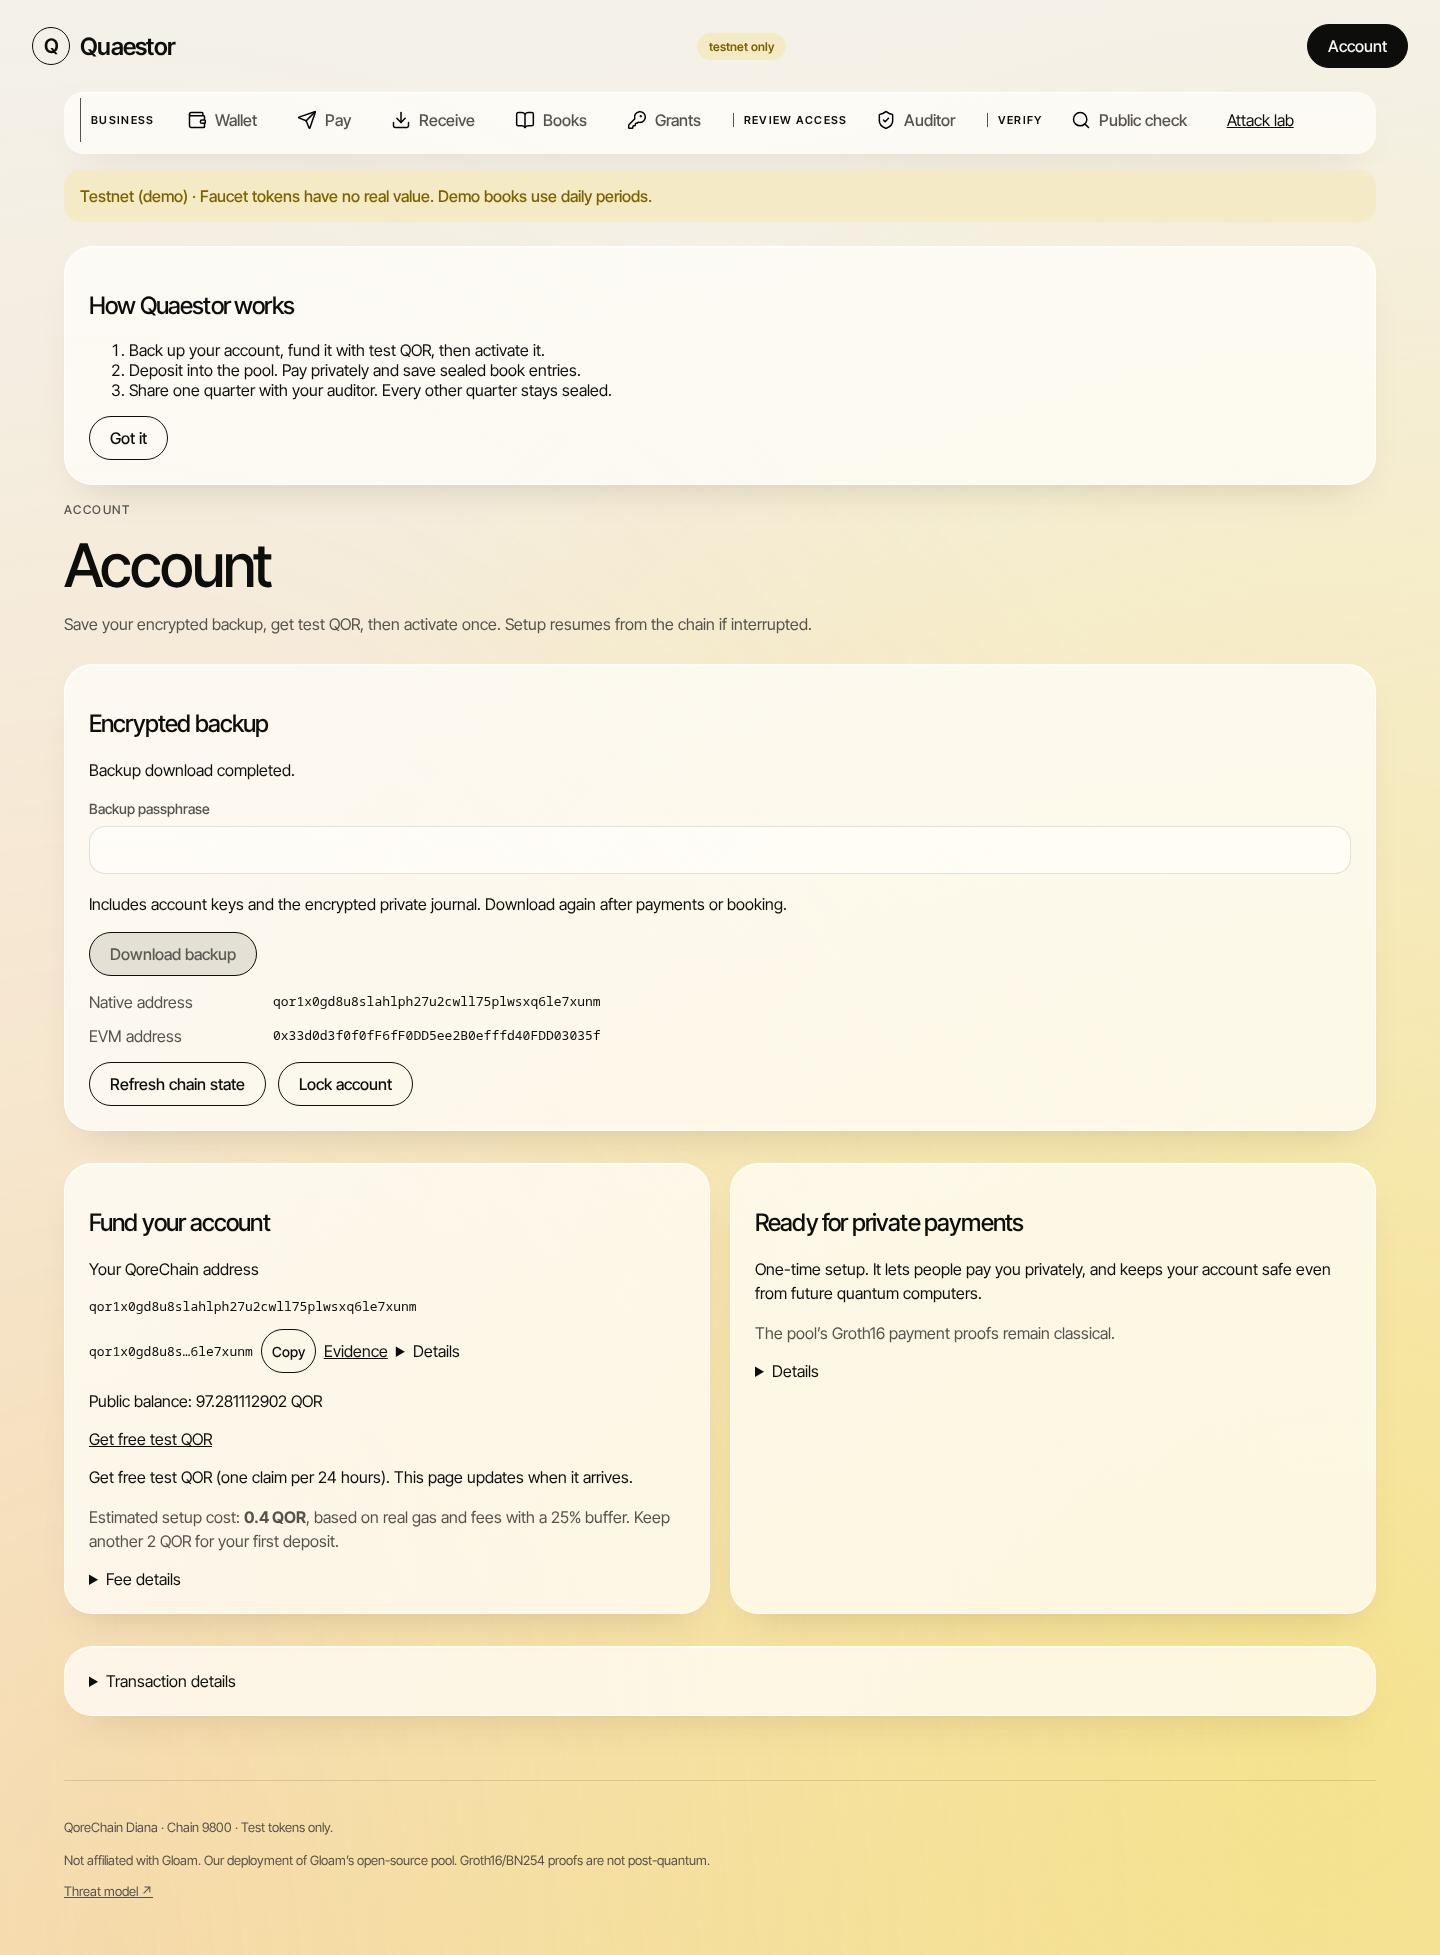 Q Quaestor
testnet only
Account
BUSINESS Wallet Pay Receive Books Grants REVIEW ACCESS Auditor VERIFY Public check Attack lab
Testnet (demo) · Faucet tokens have no real value. Demo books use daily periods.
How Quaestor works
1. Back up your account, fund it with test QOR, then activate it.
2. Deposit into the pool. Pay privately and save sealed book entries.
3. Share one quarter with your auditor. Every other quarter stays sealed.
Got it
ACCOUNT
Account
Save your encrypted backup, get test QOR, then activate once. Setup resumes from the chain if interrupted.
Encrypted backup
Backup download completed.
Backup passphrase
Includes account keys and the encrypted private journal. Download again after payments or booking.
Download backup
Native address qor1x0gd8u8slahlph27u2cwll75plwsxq6le7xunm
EVM address 0x33d0d3f0f0fF6fF0DD5ee2B0efffd40FDD03035f
Refresh chain state Lock account
Fund your account
Your QoreChain address
qor1x0gd8u8slahlph27u2cwll75plwsxq6le7xunm
qor1x0gd8u8s…6le7xunm Copy Evidence ▶ Details
Public balance: 97.281112902 QOR
Get free test QOR
Get free test QOR (one claim per 24 hours). This page updates when it arrives.
Estimated setup cost: 0.4 QOR, based on real gas and fees with a 25% buffer. Keep
another 2 QOR for your first deposit.
▶ Fee details
Ready for private payments
One-time setup. It lets people pay you privately, and keeps your account safe even
from future quantum computers.
The pool’s Groth16 payment proofs remain classical.
▶ Details
▶ Transaction details
QoreChain Diana · Chain 9800 · Test tokens only.
Not affiliated with Gloam. Our deployment of Gloam’s open-source pool. Groth16/BN254 proofs are not post-quantum.
Threat model ↗